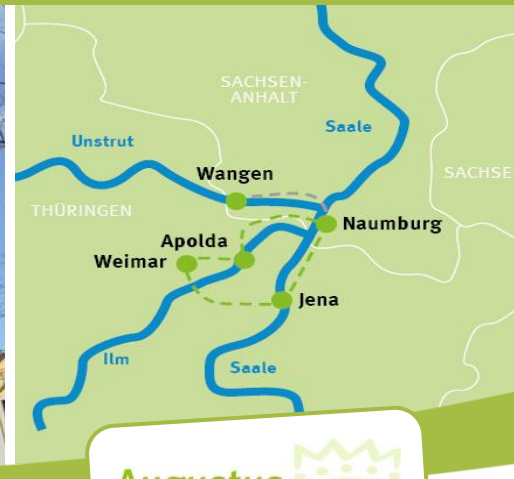 SACHSEN-
ANHALT
Saale
Unstrut
Wangen
SACHSE
THÜRINGEN
Naumburg
Apolda
Weimar
Jena
Ilm
Saale
Augustus